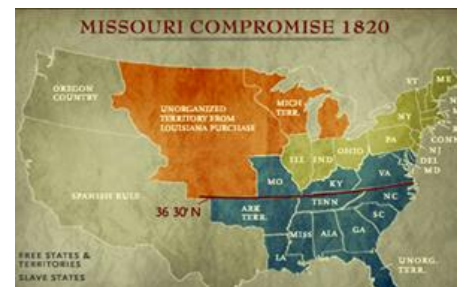 MISSOURI COMPROMISE 1820
OREGON
COUNTRY
UNORGANIZED
TERRITORY FROM
LOUISIANA PURCHASE
MICH
TERR.
VT
ME
NY
PA
CONN
NJ
DEL
MD
ILL
IND
OHIO
VA
MO
KY
SPANISH RULE
NC
TENN
36 30' N
ARK
TERR.
SC
MISS
ALA
GA
LA
UNORG.
TERR.
FREE STATES &
TERRITORIES
SLAVE STATES